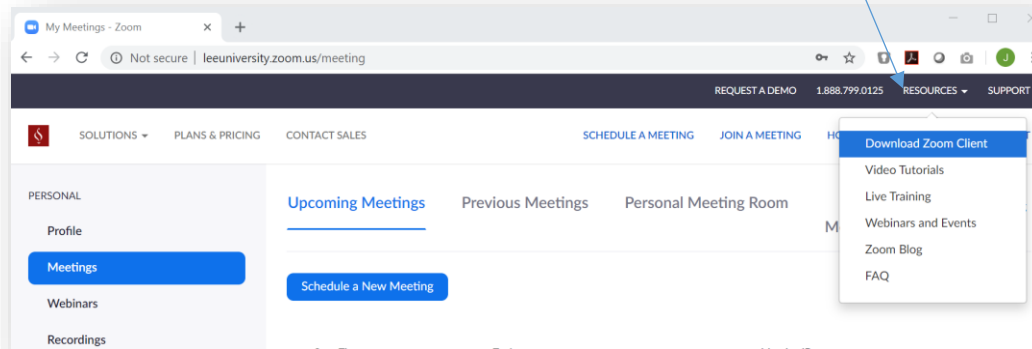 My Meetings - Zoom
Not secure | leeuniversity.zoom.us/meeting
REQUEST A DEMO 1.888.799.0125 RESOURCES SUPPORT
SOLUTIONS PLANS & PRICING CONTACT SALES SCHEDULE A MEETING JOIN A MEETING
Download Zoom Client
Video Tutorials
Live Training
Webinars and Events
Zoom Blog
FAQ
PERSONAL
Profile
Meetings
Webinars
Recordings
Upcoming Meetings Previous Meetings Personal Meeting Room
Schedule a New Meeting